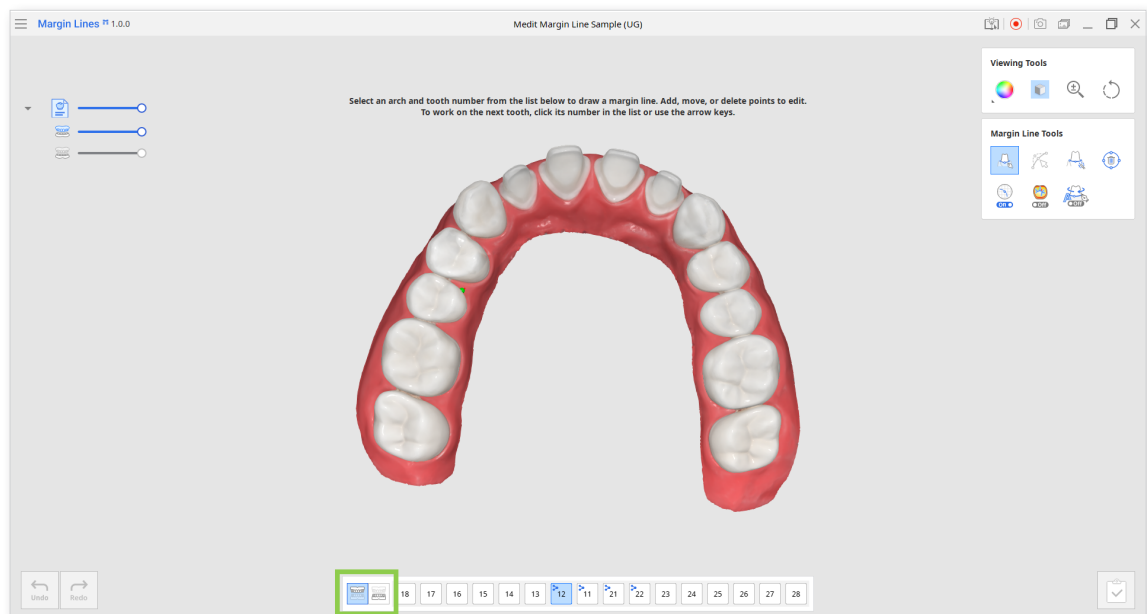 Margin Lines 1.0.0
Medit Margin Line Sample (UG)
Viewing Tools
Select an arch and tooth number from the list below to draw a margin line. Add, move, or delete points to edit.
To work on the next tooth, click its number in the list or use the arrow keys.
Margin Line Tools
ON
OFF
OFF
Undo
Redo
18 17 16 15 14 13 12 11 21 22 23 24 25 26 27 28